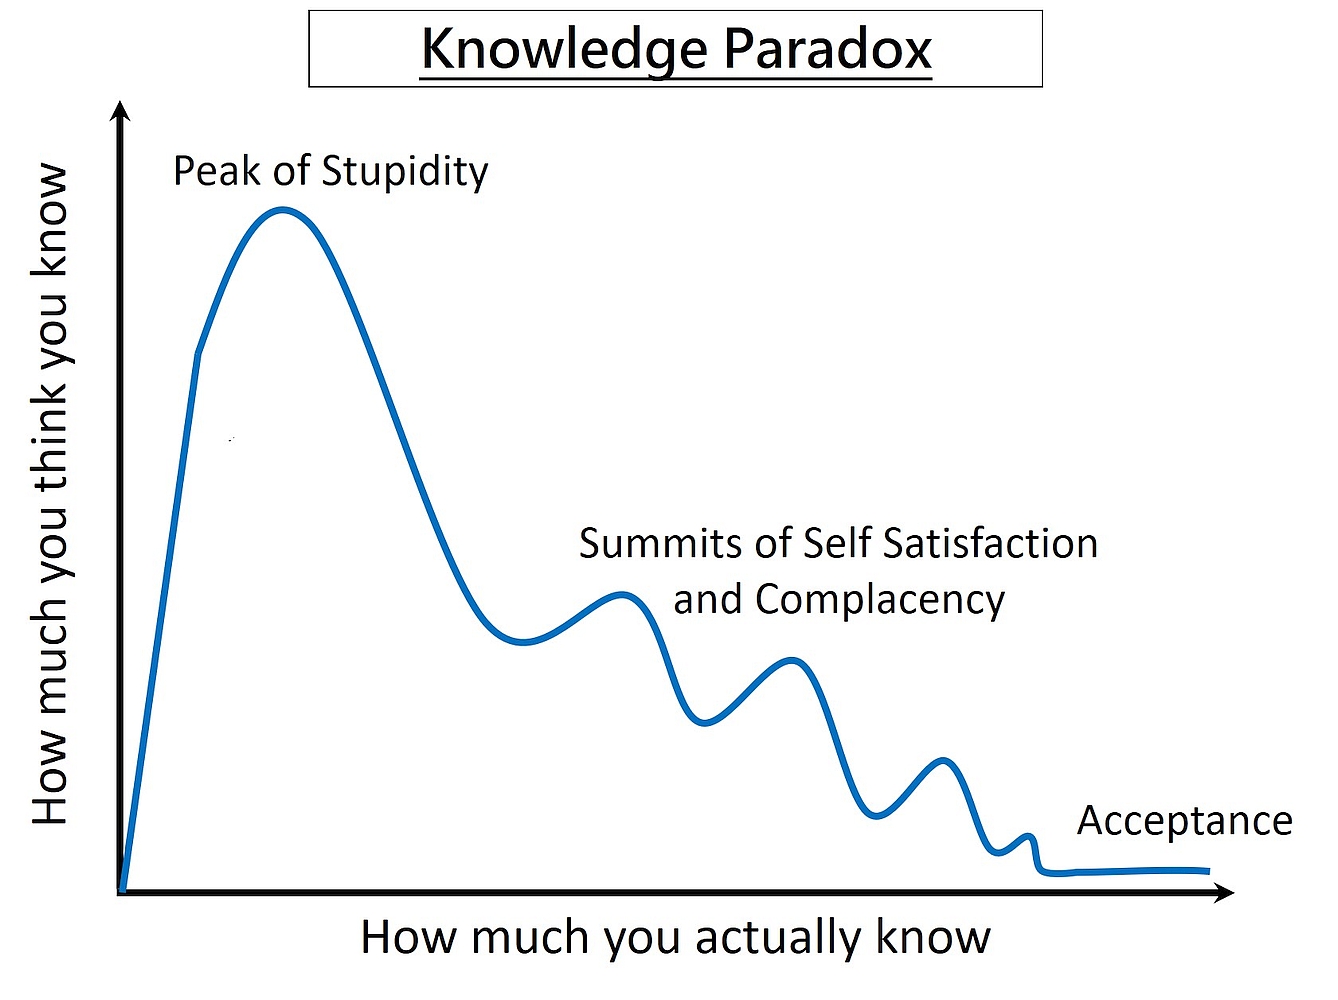 Knowledge Paradox
Peak of Stupidity
How much you think you know
Summits of Self Satisfaction
and Complacency
Acceptance
How much you actually know